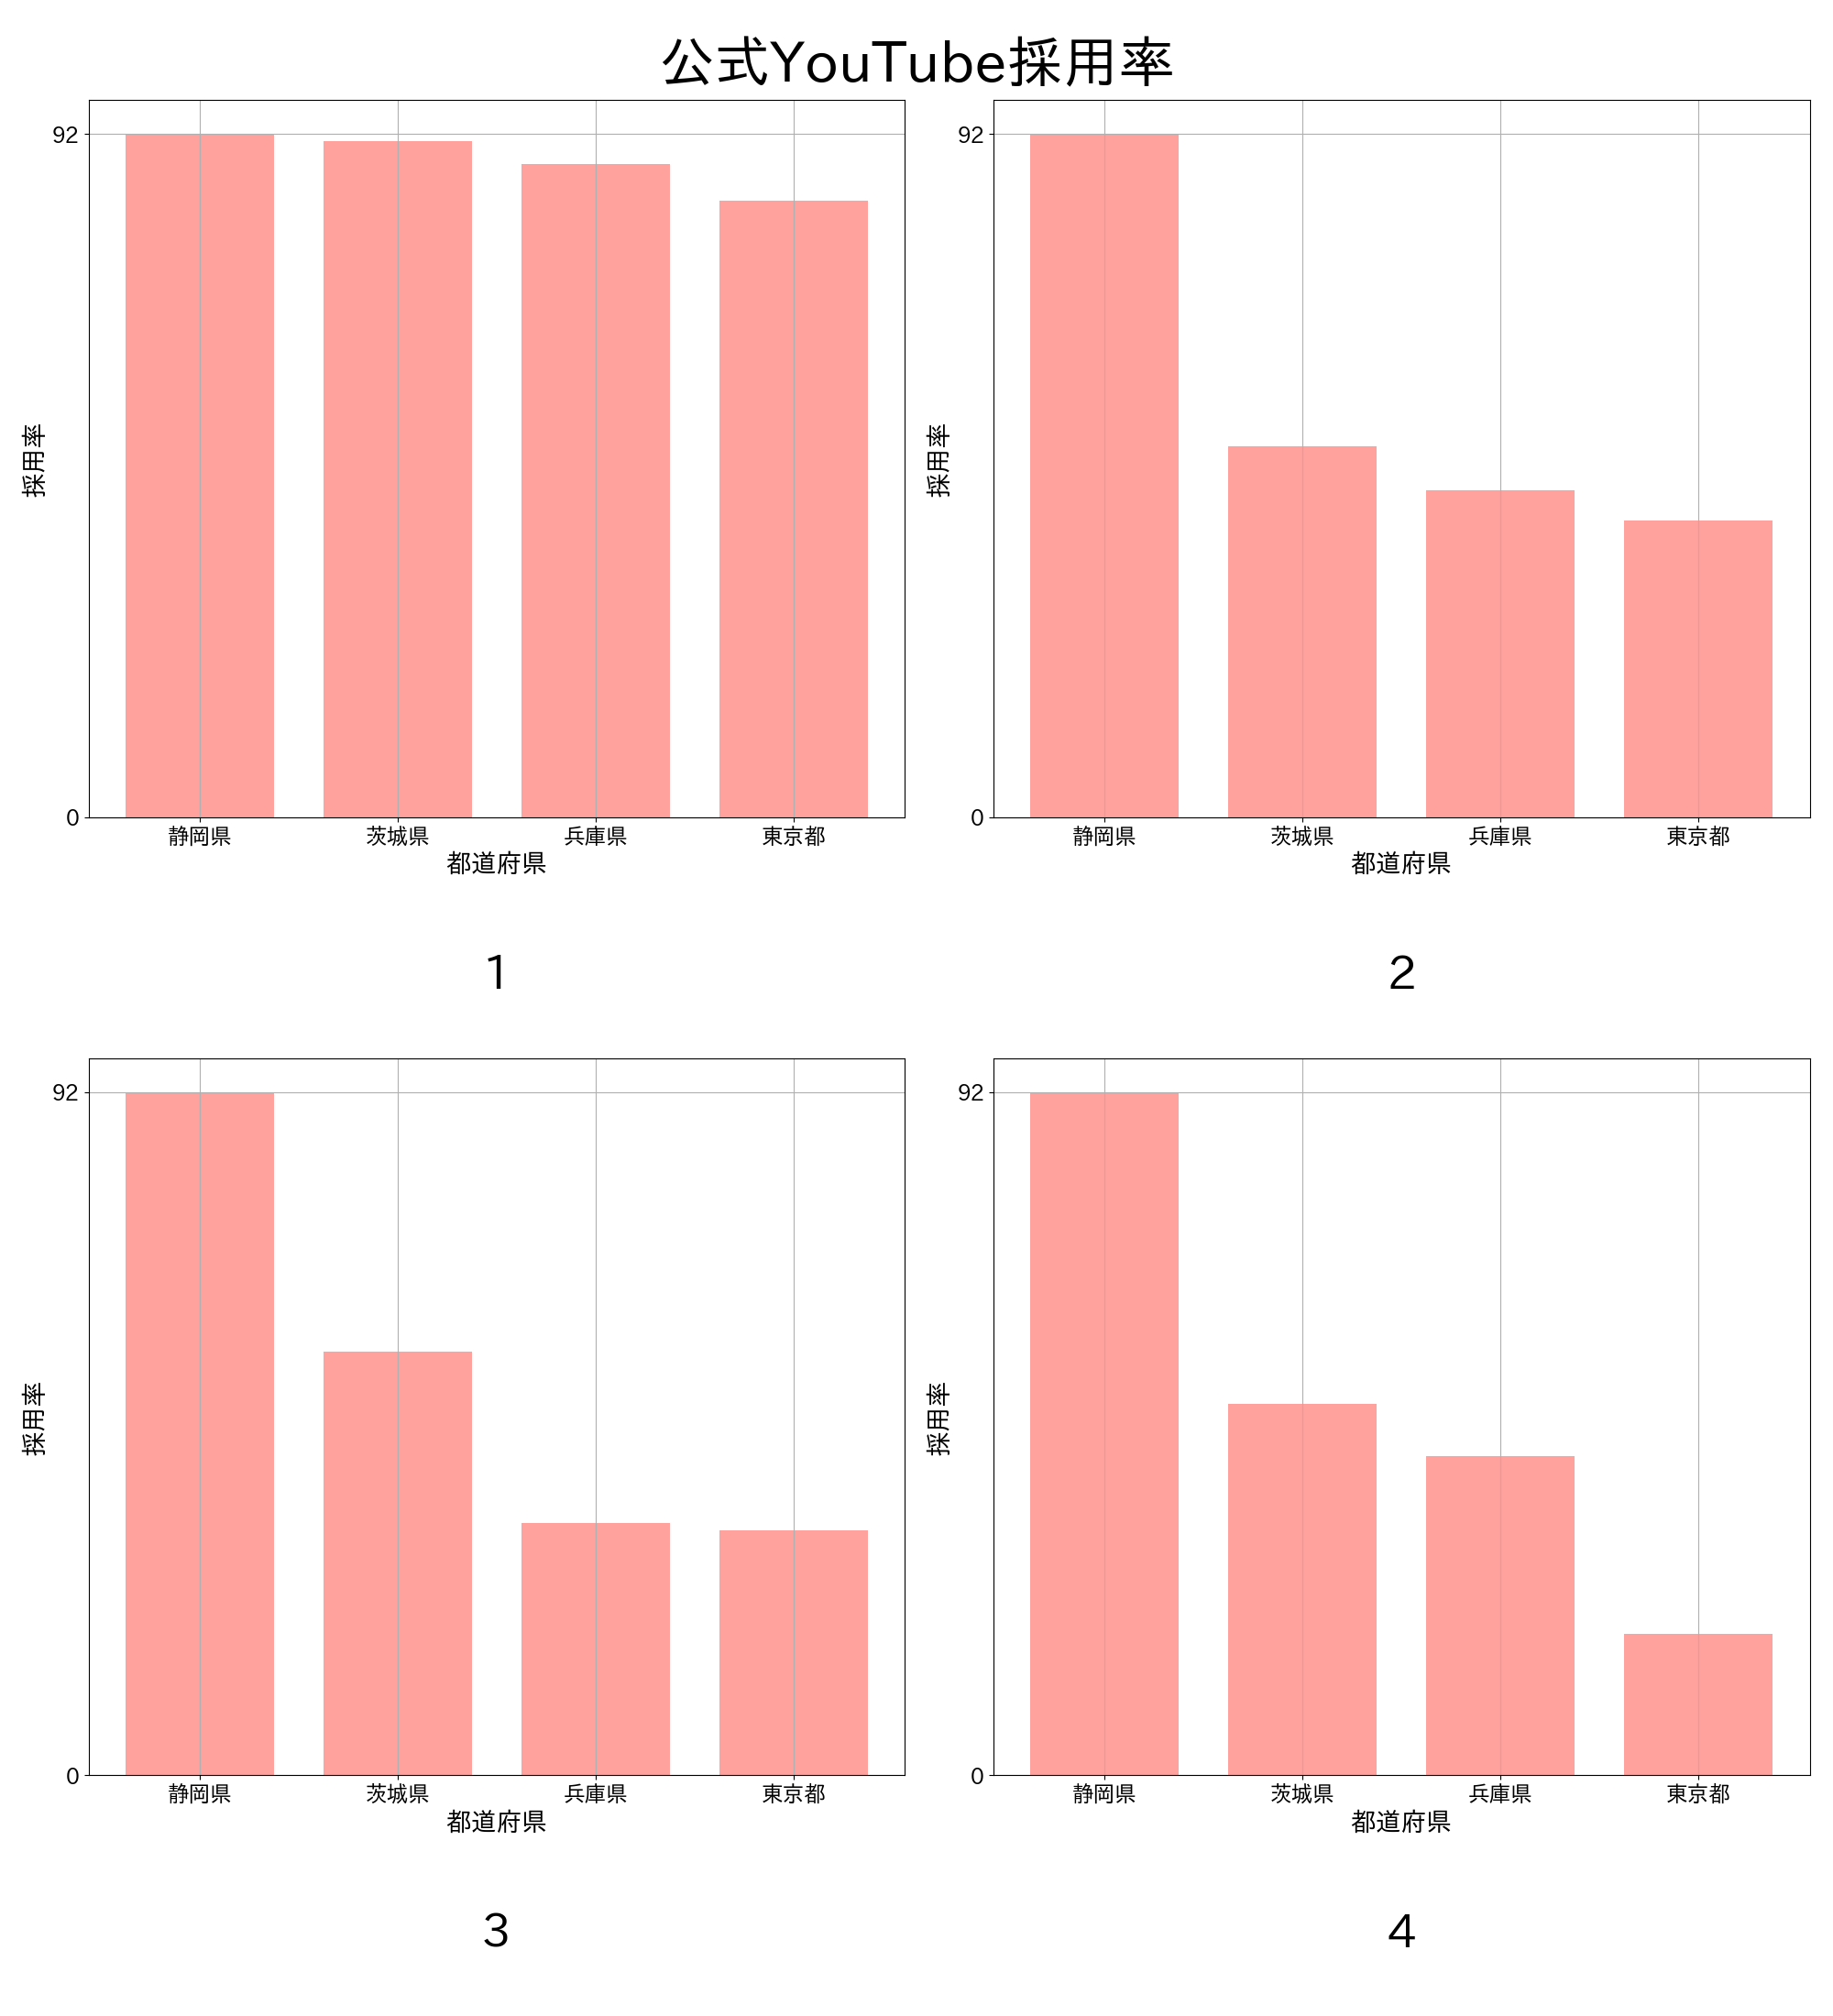 公式YouTube採用率
92
0
採用率
静岡県 茨城県 兵庫県 東京都
都道府県
1
92
0
採用率
静岡県 茨城県 兵庫県 東京都
都道府県
2
92
0
採用率
静岡県 茨城県 兵庫県 東京都
都道府県
3
92
0
採用率
静岡県 茨城県 兵庫県 東京都
都道府県
4